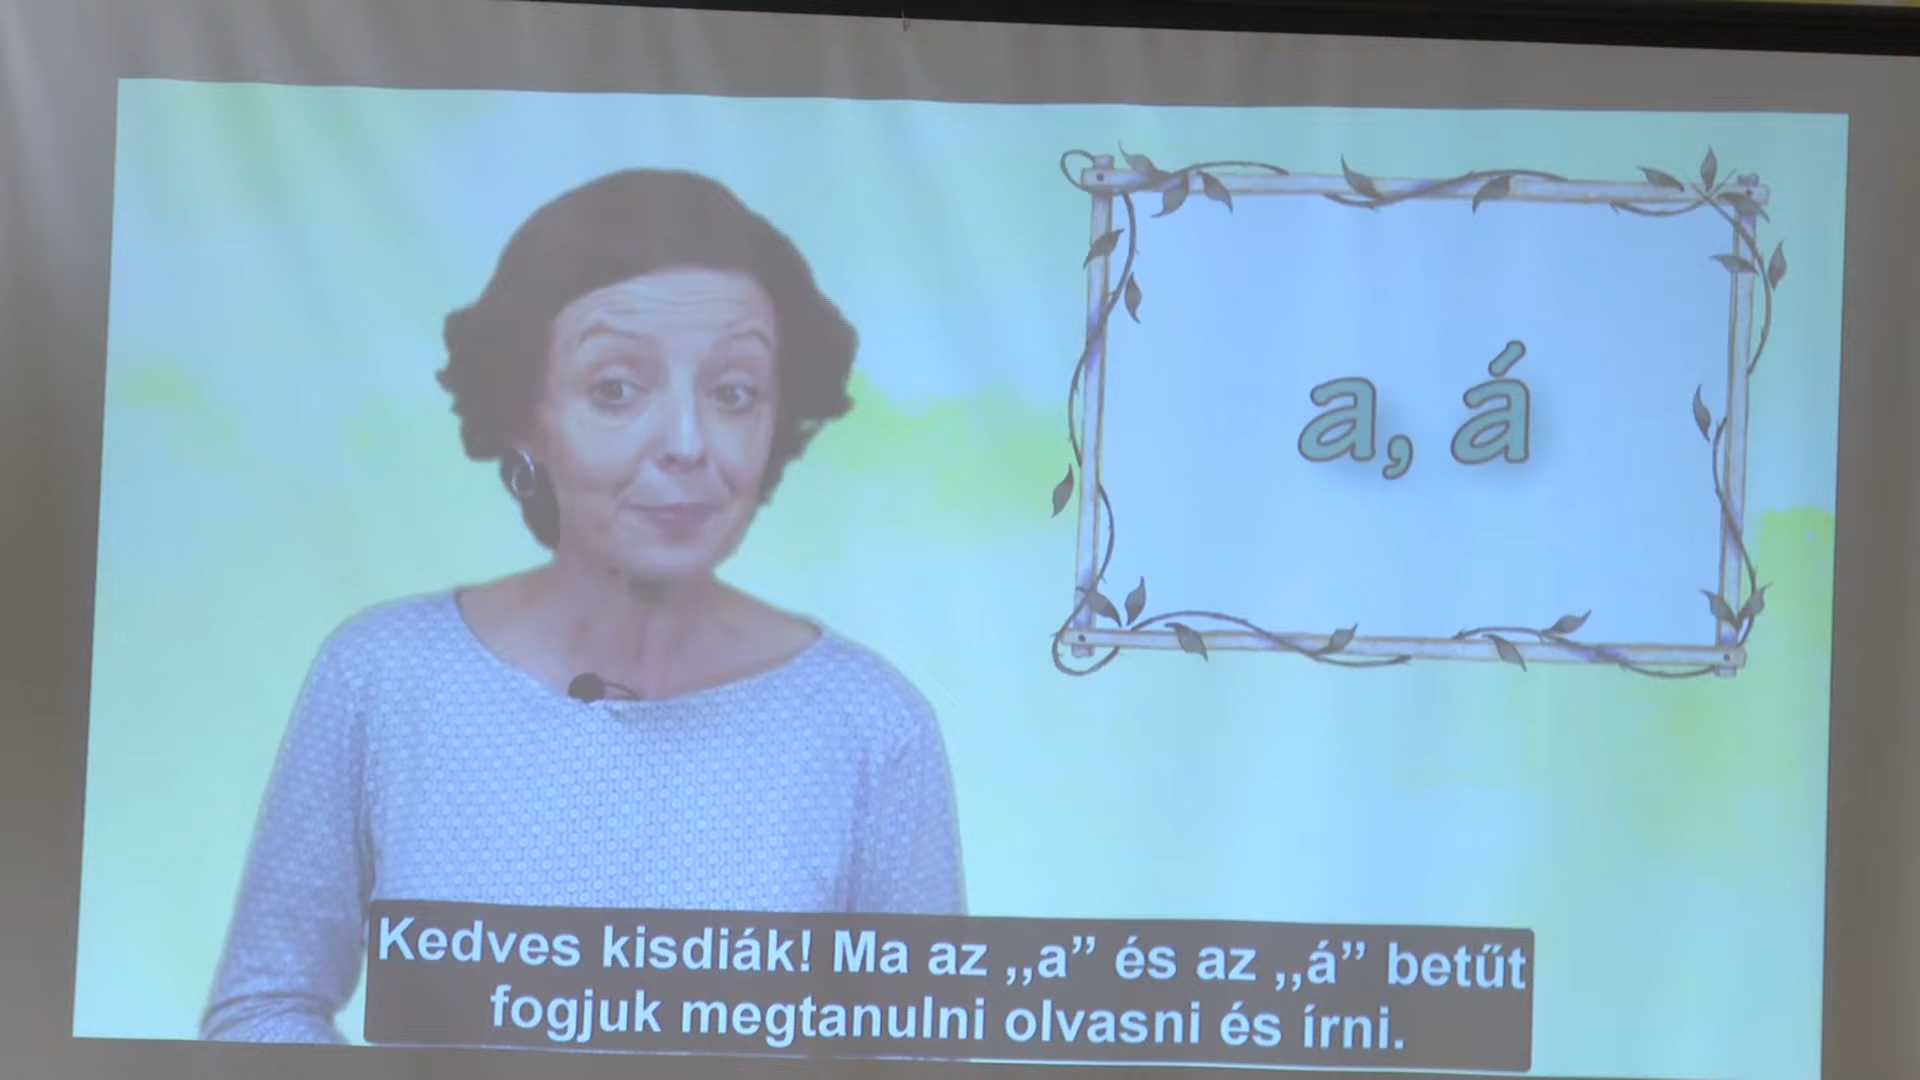 a, á
Kedves kisdiák! Ma az ,,a” és az ,,á” betűt
fogjuk megtanulni olvasni és írni.